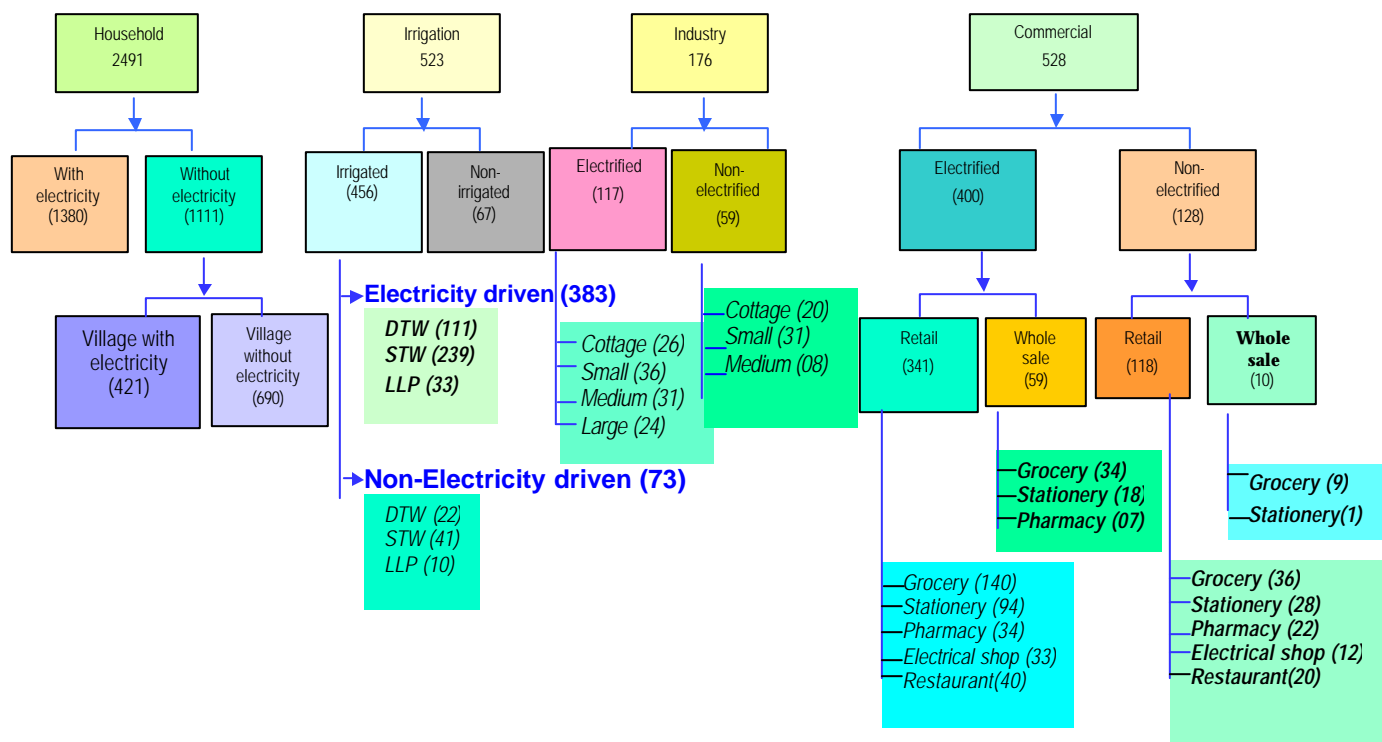 Household
2491
Irrigation
523
Industry
176
Commercial
528
With
electricity
(1380)
Without
electricity
(1111)
Irrigated
(456)
Non-
irrigated
(67)
Electrified
(117)
Non-
electrified
(59)
Electrified
(400)
Non-
electrified
(128)
Village with
electricity
(421)
Village
without
electricity
(690)
Electricity driven (383)
DTW (111)
STW (239)
LLP (33)
Non-Electricity driven (73)
DTW (22)
STW (41)
LLP (10)
Cottage (26)
Small (36)
Medium (31)
Large (24)
Cottage (20)
Small (31)
Medium (08)
Retail
(341)
Whole
sale
(59)
Retail
(118)
Whole
sale
(10)
Grocery (34)
Stationery (18)
Pharmacy (07)
Grocery (9)
Stationery(1)
Grocery (140)
Stationery (94)
Pharmacy (34)
Electrical shop (33)
Restaurant(40)
Grocery (36)
Stationery (28)
Pharmacy (22)
Electrical shop (12)
Restaurant(20)